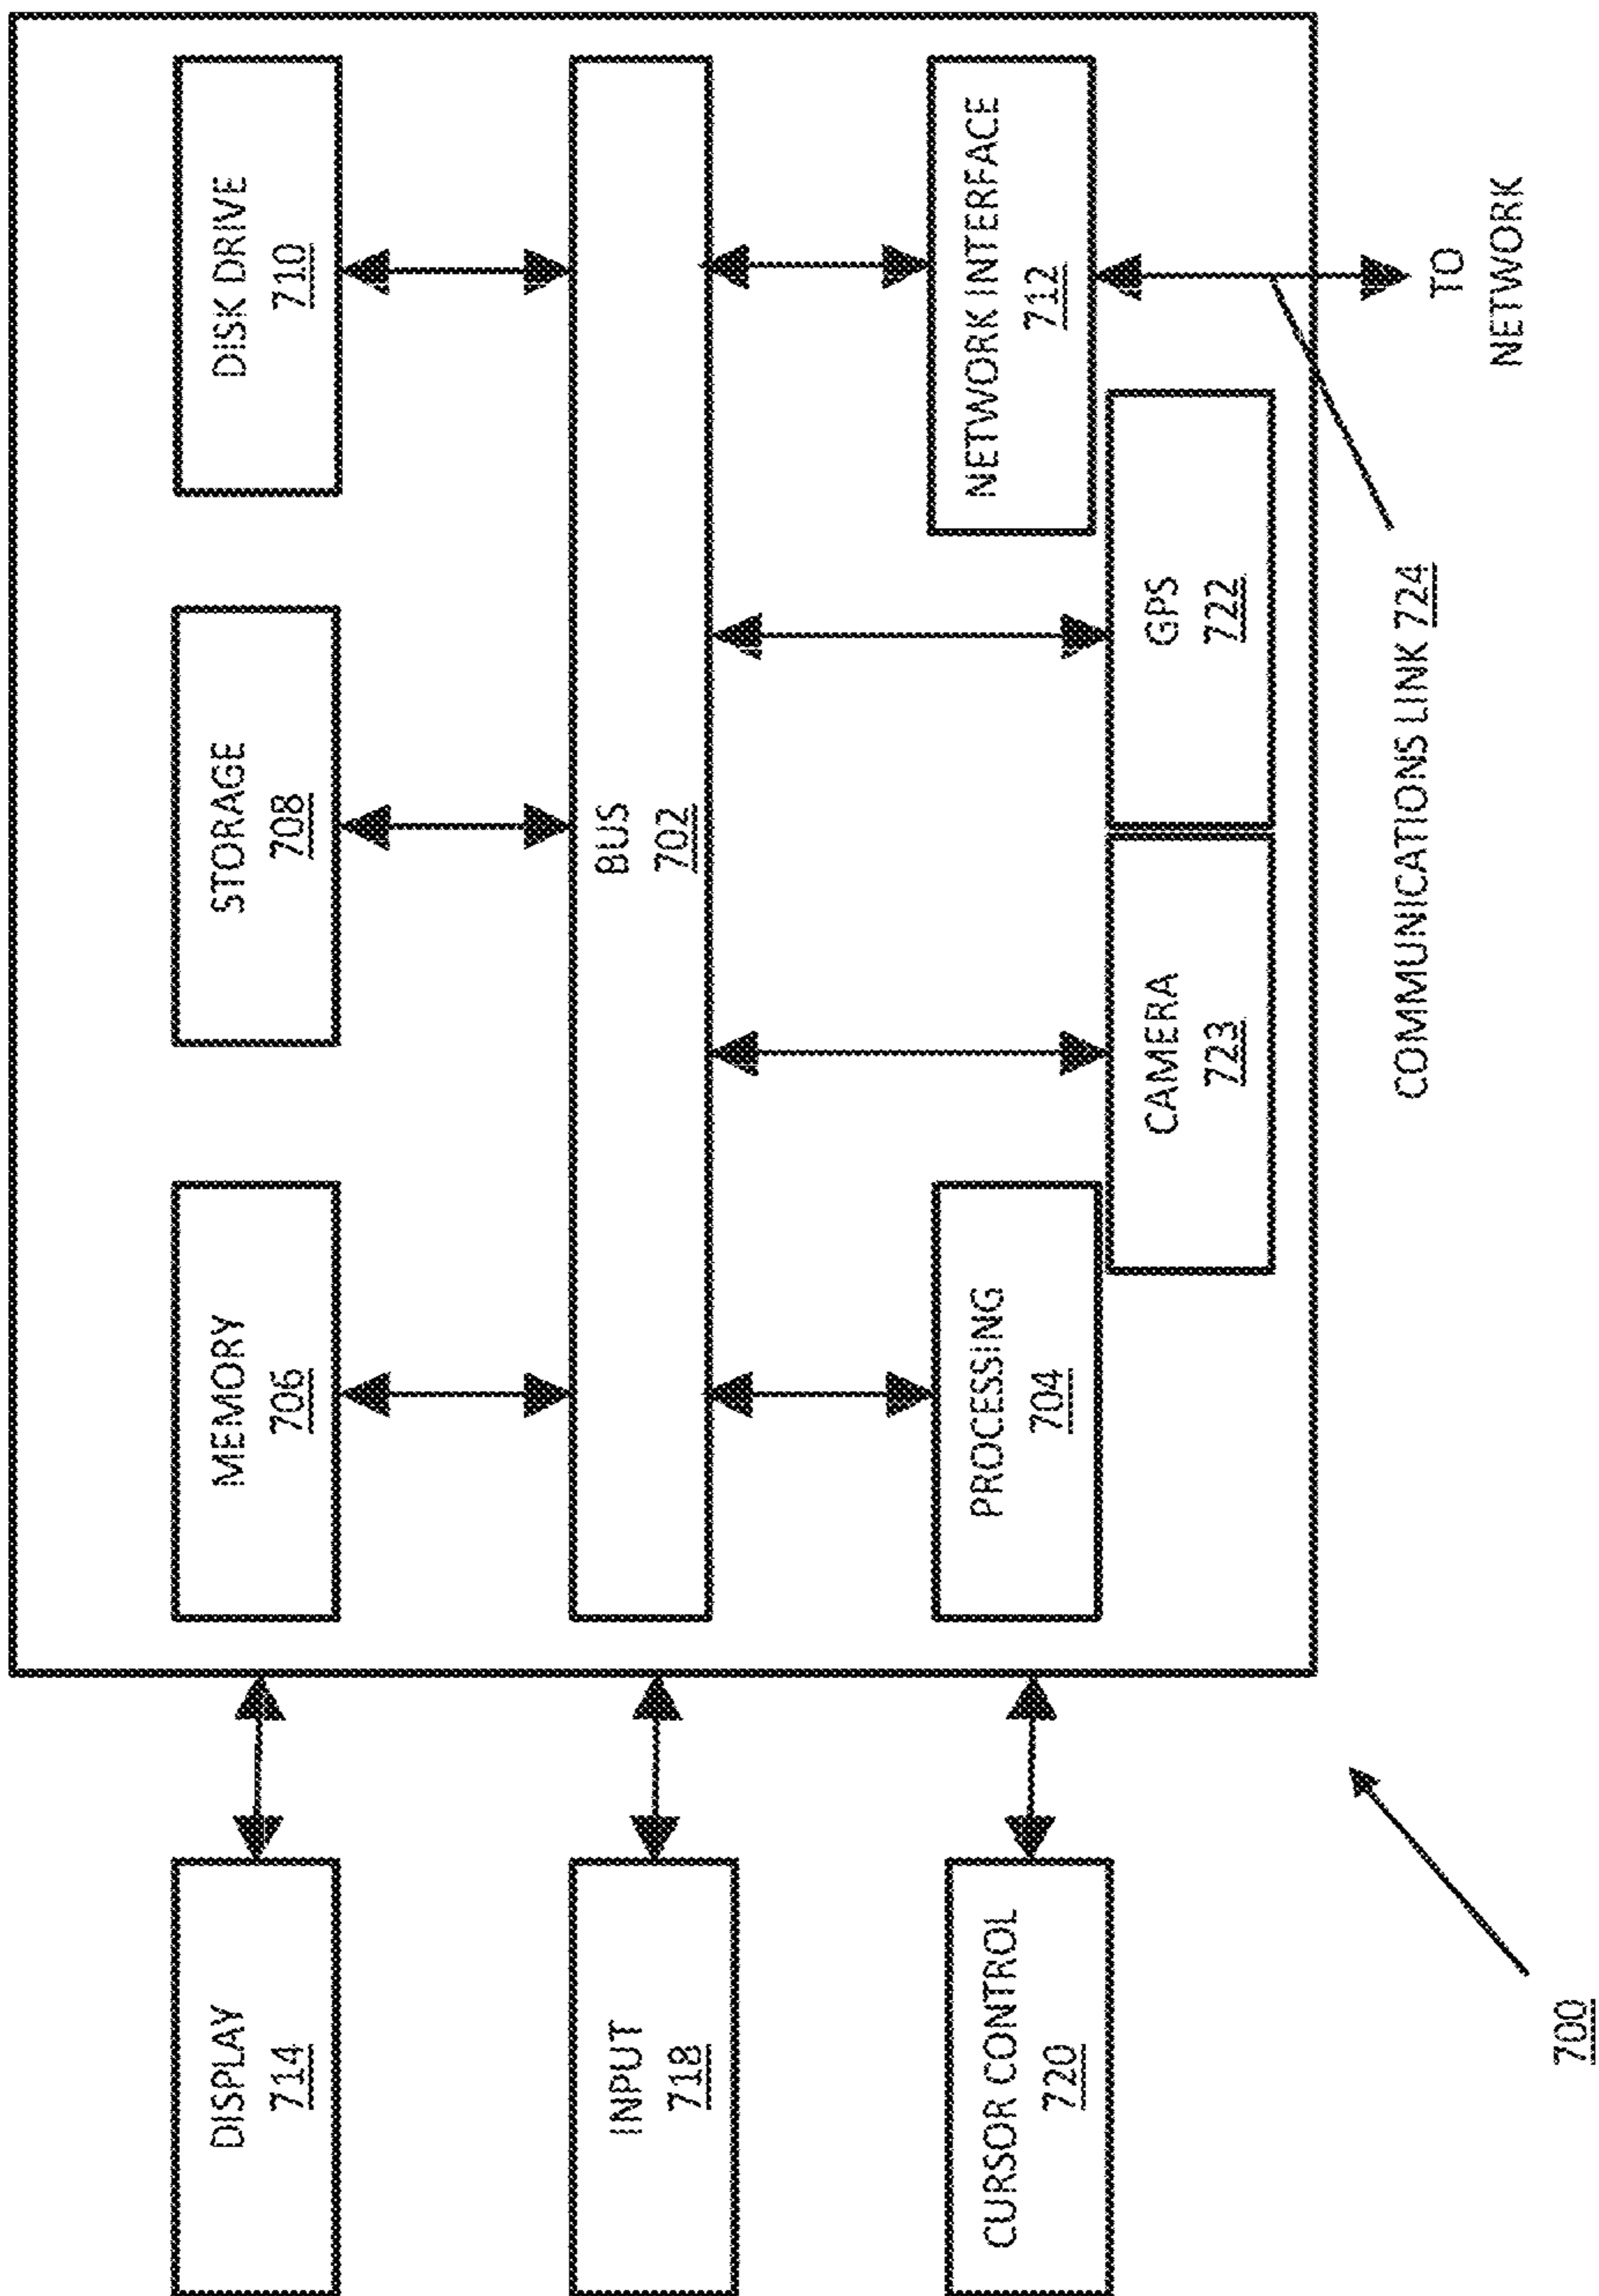 DISPLAY
714
MEMORY
706
STORAGE
708
DISK DRIVE
710
INPUT
718
BUS
702
CURSOR CONTROL
720
PROCESSING
704
NETWORK INTERFACE
712
CAMERA
723
GPS
722
COMMUNICATIONS LINK 724
TO
NETWORK
700